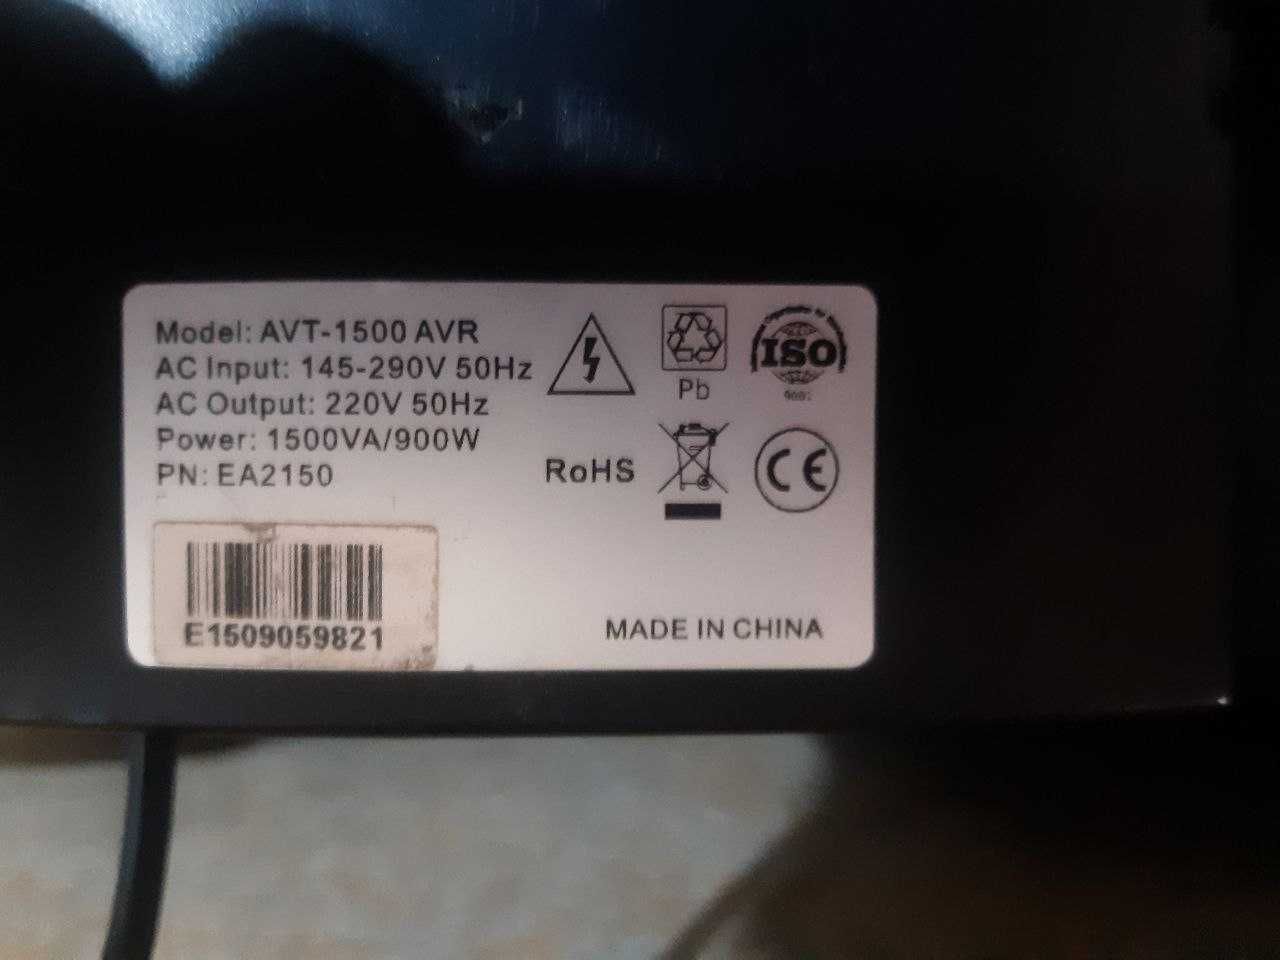 Model: AVT-1500 AVR
AC Input: 145-290V 50Hz
AC Output: 220V 50Hz
Power: 1500VA/900W
PN: EA2150
Pb
ISO
RoHS
CE
E1509059821
MADE IN CHINA